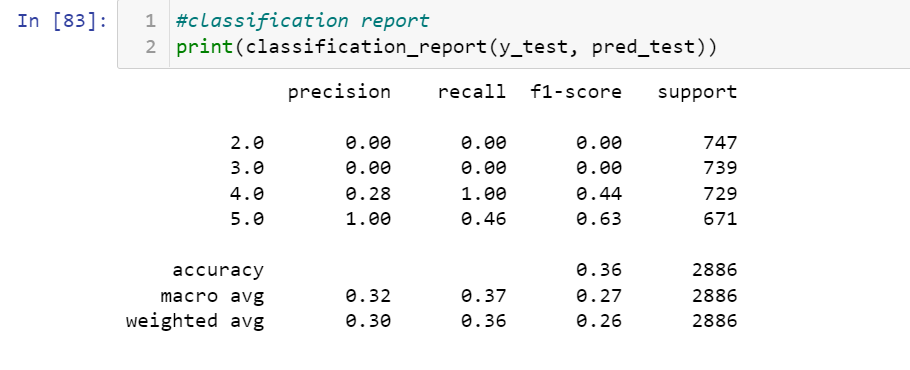 In [83]: 1 #classification report
2 print(classification_report(y_test, pred_test))
precision recall f1-score support
2.0 0.00 0.00 0.00 747
3.0 0.00 0.00 0.00 739
4.0 0.28 1.00 0.44 729
5.0 1.00 0.46 0.63 671
accuracy 0.36 2886
macro avg 0.32 0.37 0.27 2886
weighted avg 0.30 0.36 0.26 2886